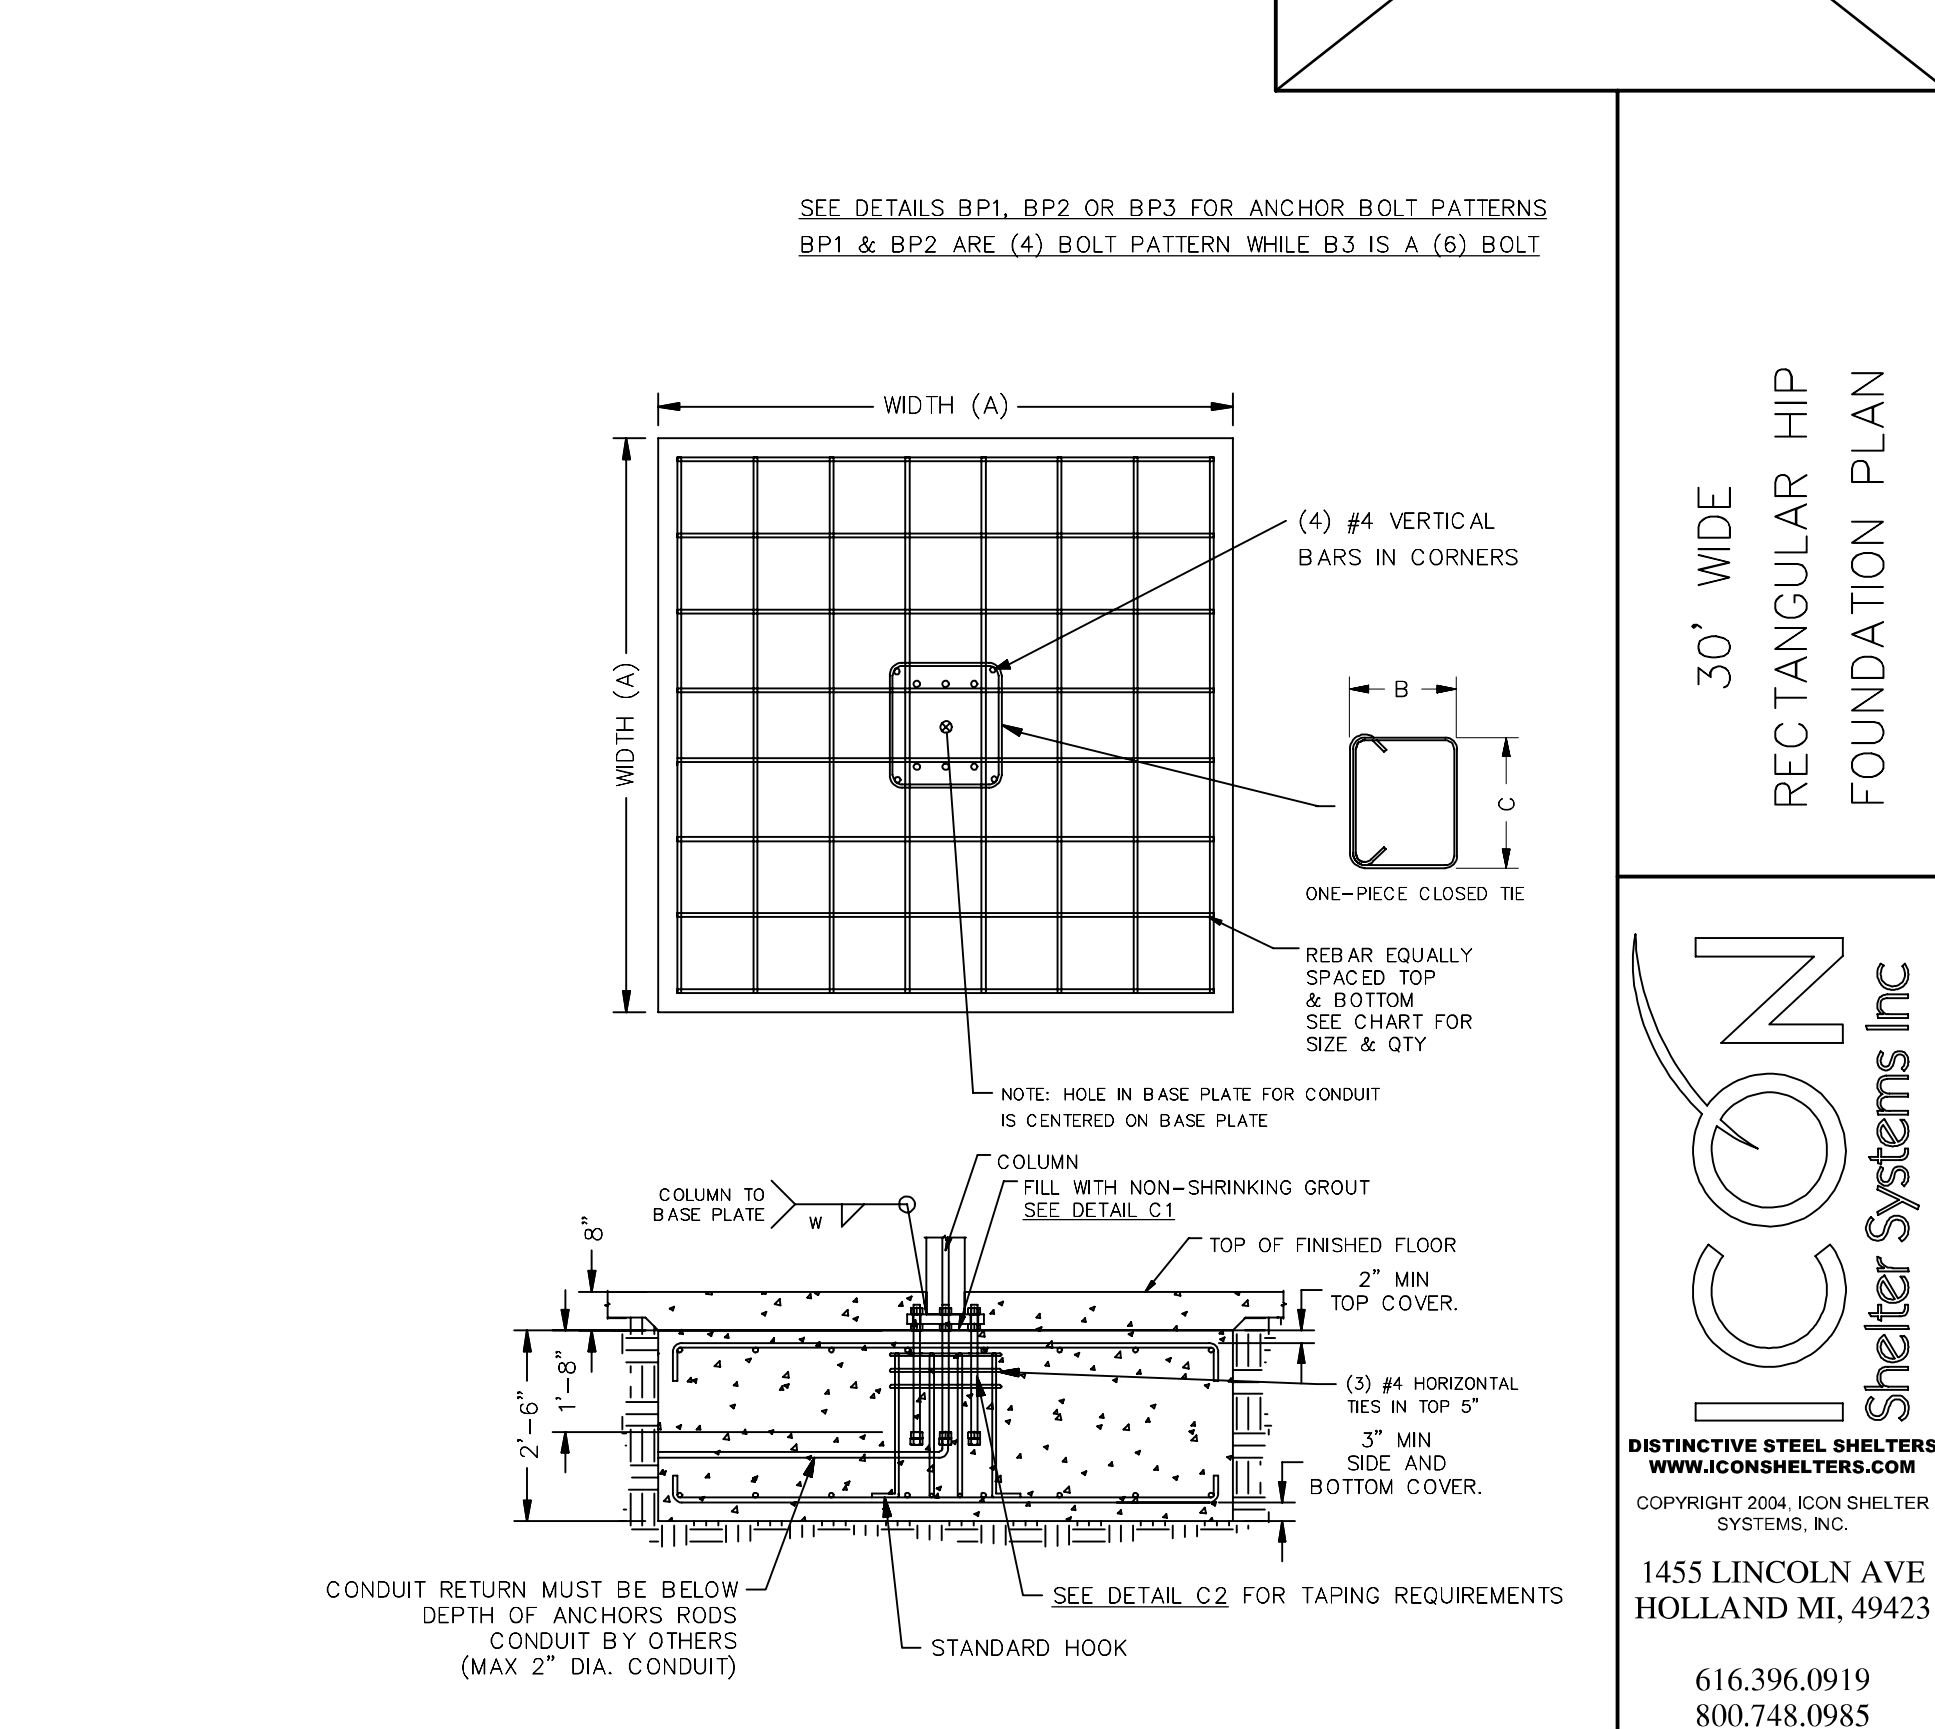 SEE DETAILS BP1, BP2 OR BP3 FOR ANCHOR BOLT PATTERNS
BP1 & BP2 ARE (4) BOLT PATTERN WHILE B3 IS A (6) BOLT
WIDTH (A)
WIDTH (A)
(4) #4 VERTICAL
BARS IN CORNERS
B
C
ONE-PIECE CLOSED TIE
REBAR EQUALLY
SPACED TOP
& BOTTOM
SEE CHART FOR
SIZE & QTY
NOTE: HOLE IN BASE PLATE FOR CONDUIT
IS CENTERED ON BASE PLATE
COLUMN
FILL WITH NON-SHRINKING GROUT
SEE DETAIL C1
COLUMN TO
BASE PLATE
W
8"
TOP OF FINISHED FLOOR
2" MIN
TOP COVER.
1'-8"
2'-6"
(3) #4 HORIZONTAL
TIES IN TOP 5"
3" MIN
SIDE AND
BOTTOM COVER.
CONDUIT RETURN MUST BE BELOW
DEPTH OF ANCHORS RODS
CONDUIT BY OTHERS
(MAX 2" DIA. CONDUIT)
SEE DETAIL C2 FOR TAPING REQUIREMENTS
STANDARD HOOK
30' WIDE
RECTANGULAR HIP
FOUNDATION PLAN
ICON
Shelter Systems Inc
DISTINCTIVE STEEL SHELTERS
WWW.ICONSHELTERS.COM
COPYRIGHT 2004, ICON SHELTER
SYSTEMS, INC.
1455 LINCOLN AVE
HOLLAND MI, 49423
616.396.0919
800.748.0985